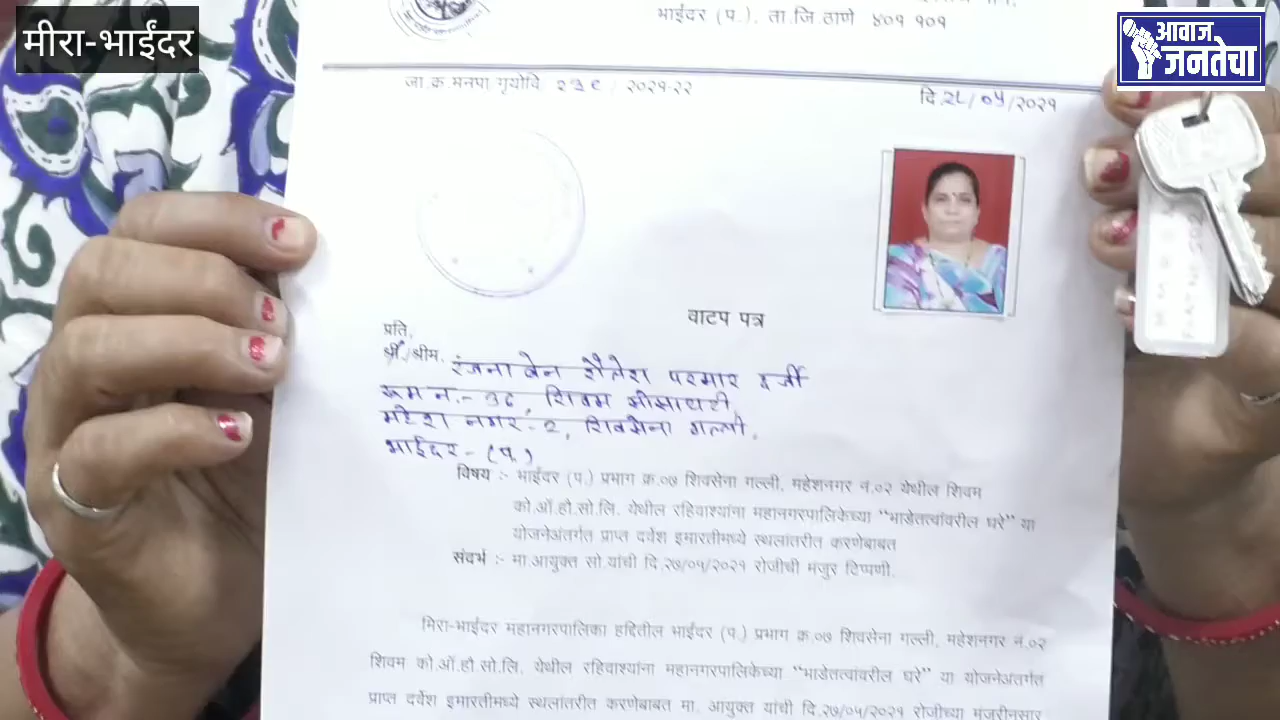 मीरा-भाईंदर
आवाज
जनतेचा
भाईंदर (प.), ता.जि ठाणे ४०१ १०१
जा.क्र.मनपा/गृयोवि / २०२१-२२
दि.२८/०५/२०२१
वाटप पत्र
प्रति,
श्री./श्रीम. रंजनाबेन शैलेश परमार दर्जी
रूम नं.- १८, शिवम सोसायटी,
महेश नगर-२, शिवसेना गल्ली,
भाईंदर-(प.)
विषय :- भाईंदर (प.) प्रभाग क्र.०७ शिवसेना गल्ली, महेशनगर नं.०२ येथील शिवम
को.ऑ.हौ.सो.लि. येथील रहिवाश्यांना महानगरपालिकेच्या "भाडेतत्वांवरील घरे" या
योजनेअंतर्गत प्राप्त दर्वेश इमारतीमध्ये स्थलांतरीत करणेबाबत
संदर्भ :- मा.आयुक्त सो.यांची दि.२७/०५/२०२१ रोजीची मंजुर टिप्पणी.
मिरा-भाईंदर महानगरपालिका हद्दितील भाईंदर (प.) प्रभाग क्र.०७ शिवसेना गल्ली, महेशनगर नं.०२
शिवम को.ऑ.हौ.सो.लि. येथील रहिवाश्यांना महानगरपालिकेच्या "भाडेतत्वांवरील घरे" या योजनेअंतर्गत
प्राप्त दर्वेश इमारतीमध्ये स्थलांतरीत करणेबाबत मा. आयुक्त यांची दि.२७/०५/२०२१ रोजीच्या मंजरीनसार